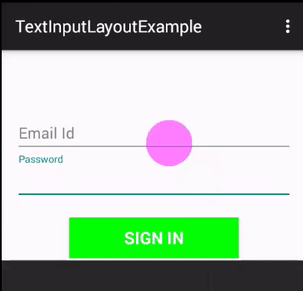 TextInputLayoutExample
Email Id
Password
SIGN IN